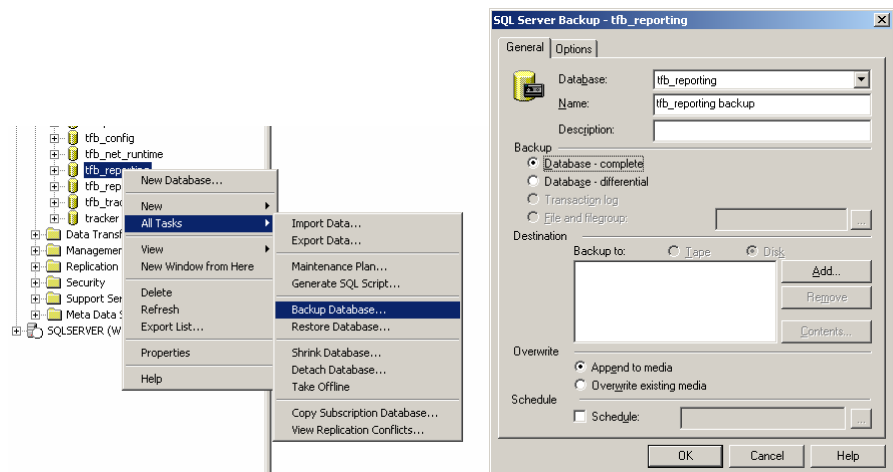 tfb_config
tfb_net_runtime
tfb_reporting
tfb_rep
tfb_trac
tracker
Data Transf
Managemer
Replication
Security
Support Ser
Meta Data S
SQLSERVER (W
New Database...
New
All Tasks
View
New Window from Here
Delete
Refresh
Export List...
Properties
Help
Import Data...
Export Data...
Maintenance Plan...
Generate SQL Script...
Backup Database...
Restore Database...
Shrink Database...
Detach Database...
Take Offline
Copy Subscription Database...
View Replication Conflicts...
SQL Server Backup - tfb_reporting
General Options
Database: tfb_reporting
Name: tfb_reporting backup
Description:
Backup
Database - complete
Database - differential
Transaction log
File and filegroup: ...
Destination
Backup to: Tape Disk
Add...
Remove
Contents...
Overwrite
Append to media
Overwrite existing media
Schedule
Schedule: ...
OK Cancel Help